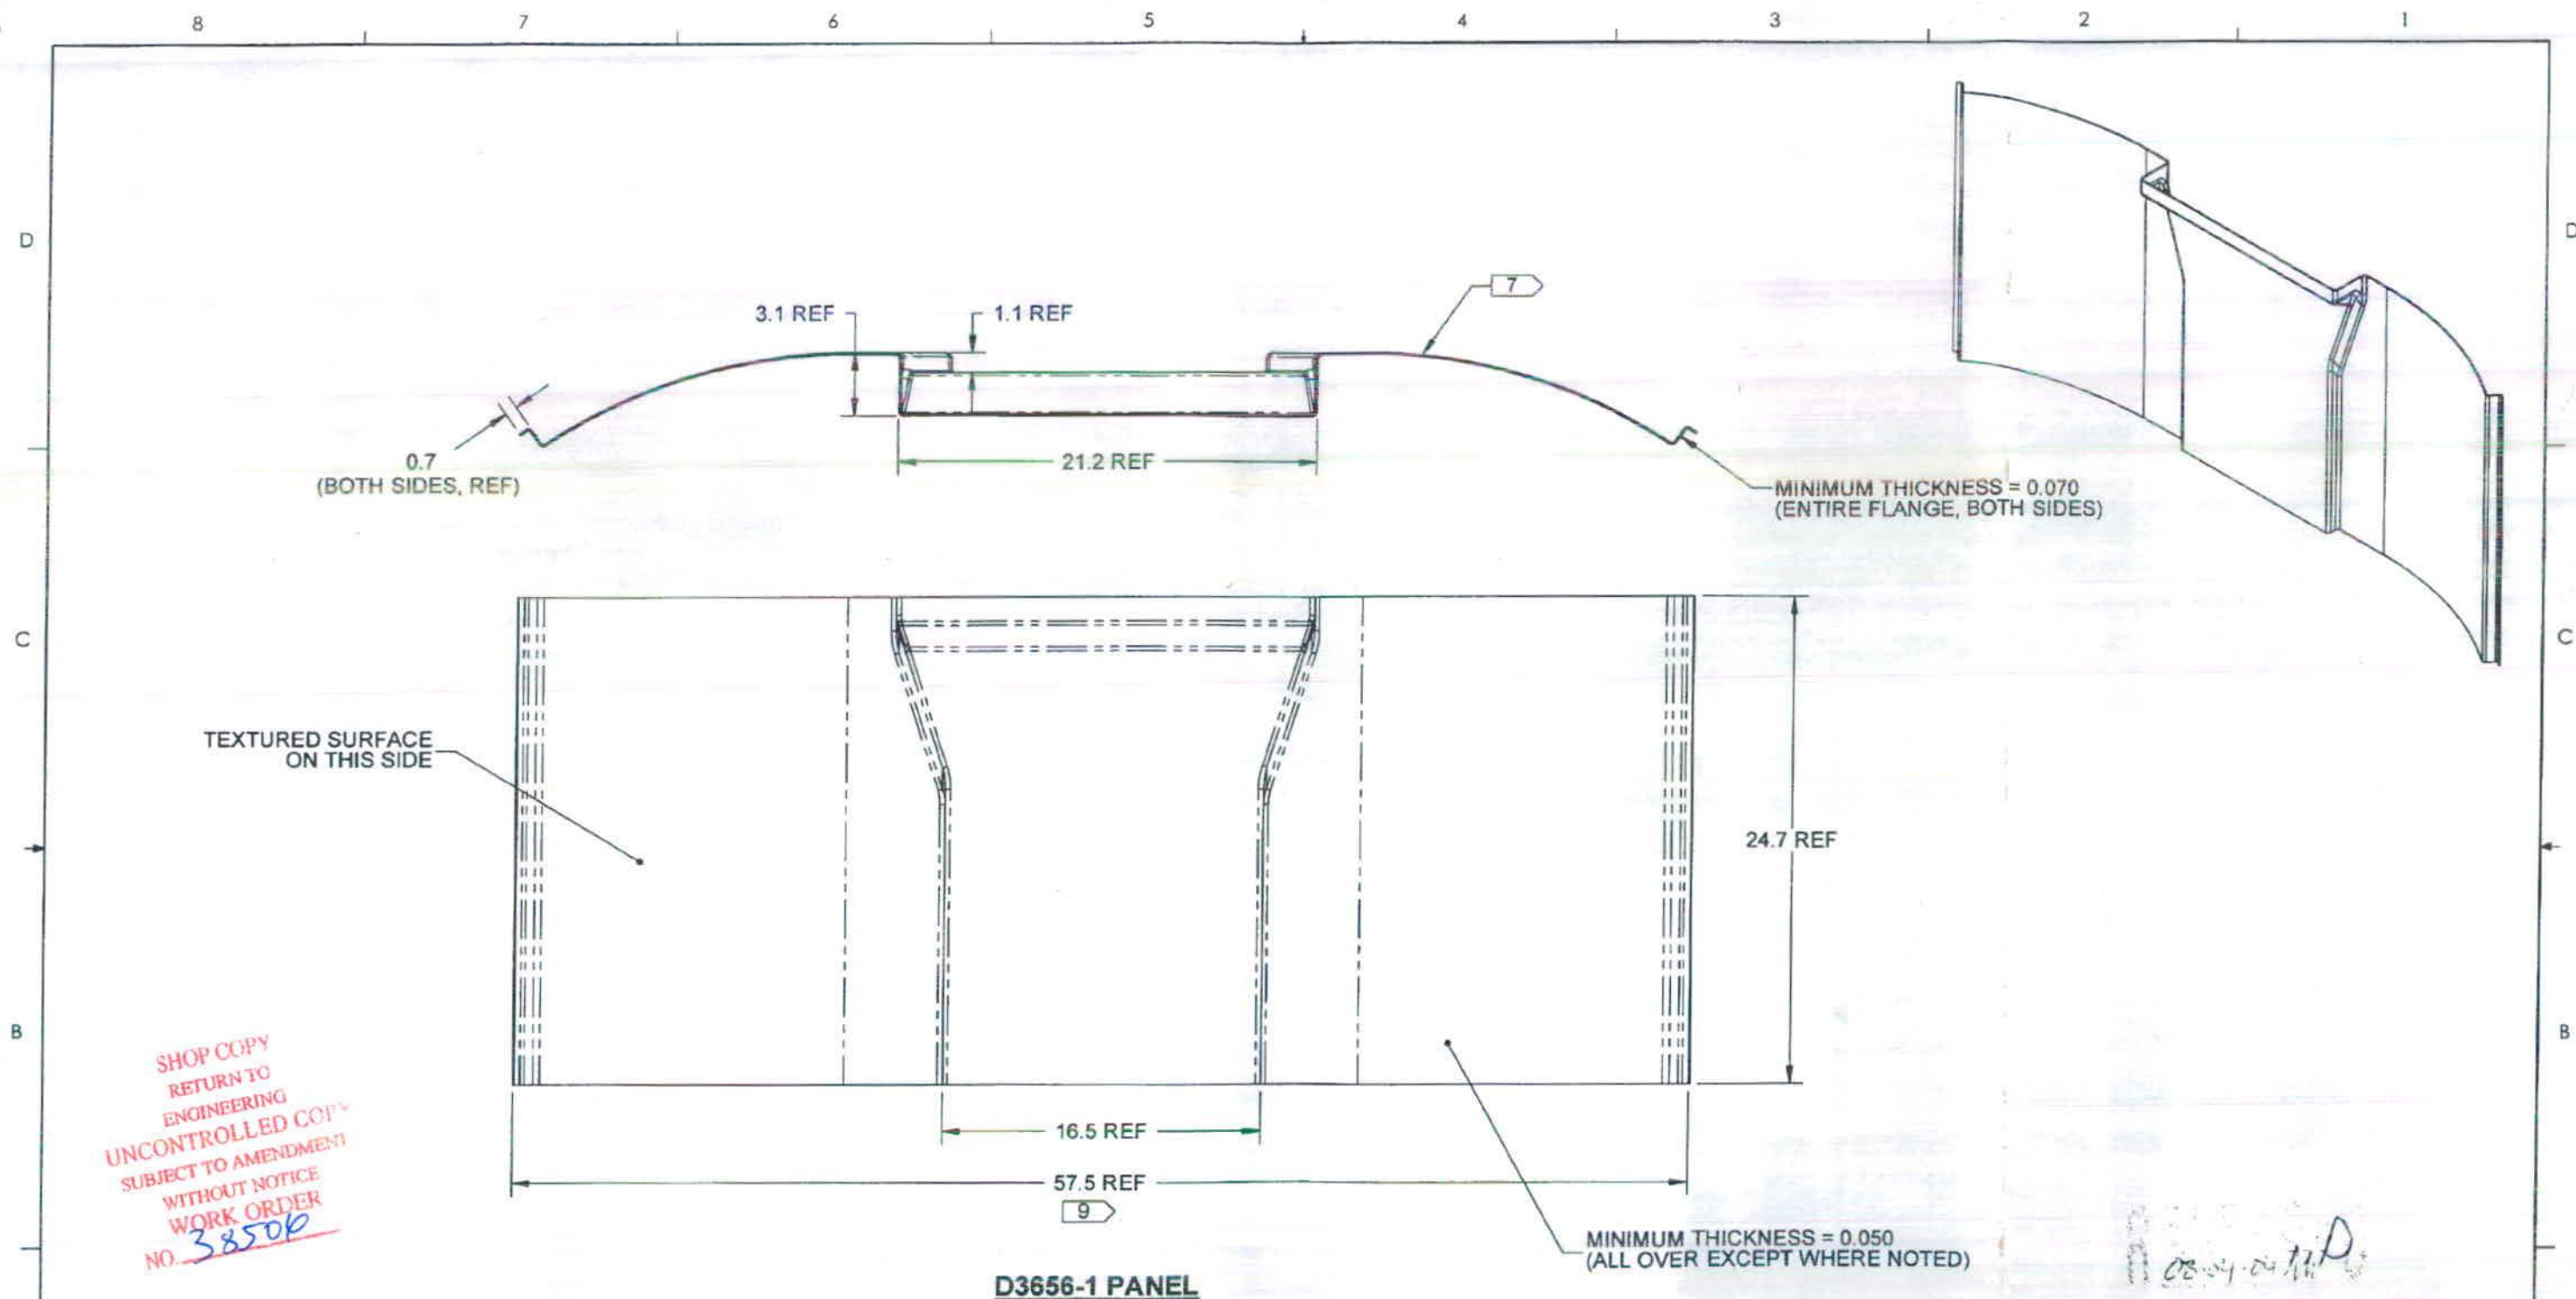 8 7 6 5 4 3 2 1
D
D
3.1 REF
1.1 REF
7
0.7
(BOTH SIDES, REF)
21.2 REF
MINIMUM THICKNESS = 0.070
(ENTIRE FLANGE, BOTH SIDES)
C
C
TEXTURED SURFACE
ON THIS SIDE
24.7 REF
B
B
SHOP COPY
RETURN TO
ENGINEERING
UNCONTROLLED COPY
SUBJECT TO AMENDMENT
WITHOUT NOTICE
WORK ORDER
NO. 38506
16.5 REF
57.5 REF
9
MINIMUM THICKNESS = 0.050
(ALL OVER EXCEPT WHERE NOTED)
D3656-1 PANEL